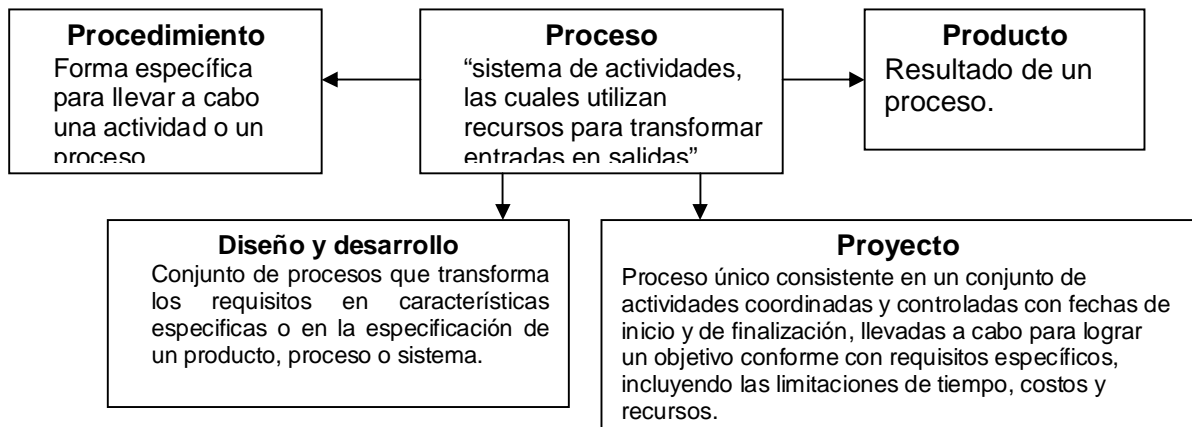 Procedimiento
Forma específica
para llevar a cabo
una actividad o un
proceso
Proceso
“sistema de actividades,
las cuales utilizan
recursos para transformar
entradas en salidas”
Producto
Resultado de un
proceso.
Diseño y desarrollo
Conjunto de procesos que transforma
los requisitos en características
especificas o en la especificación de
un producto, proceso o sistema.
Proyecto
Proceso único consistente en un conjunto de
actividades coordinadas y controladas con fechas de
inicio y de finalización, llevadas a cabo para lograr
un objetivo conforme con requisitos específicos,
incluyendo las limitaciones de tiempo, costos y
recursos.